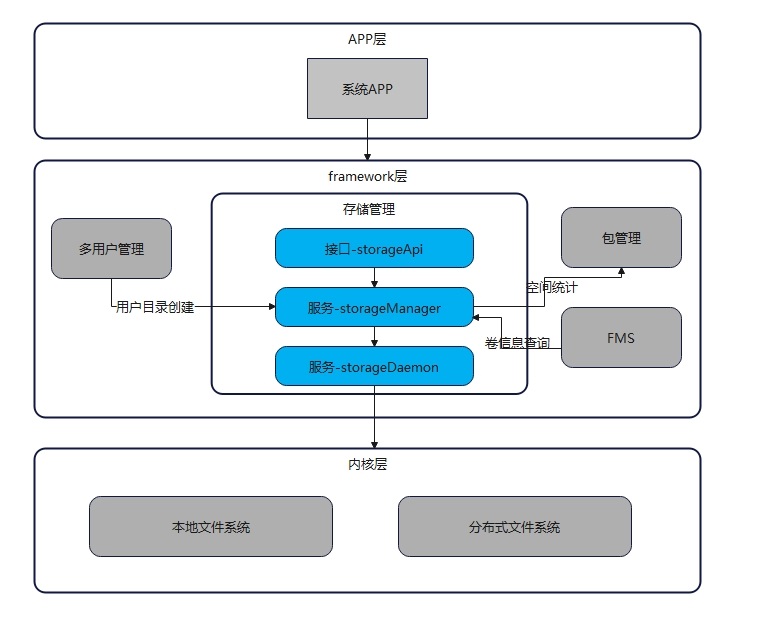 APP层
系统APP
framework层
存储管理
多用户管理
接口-storageApi
包管理
空间统计
用户目录创建
服务-storageManager
卷信息查询
FMS
服务-storageDaemon
内核层
本地文件系统
分布式文件系统